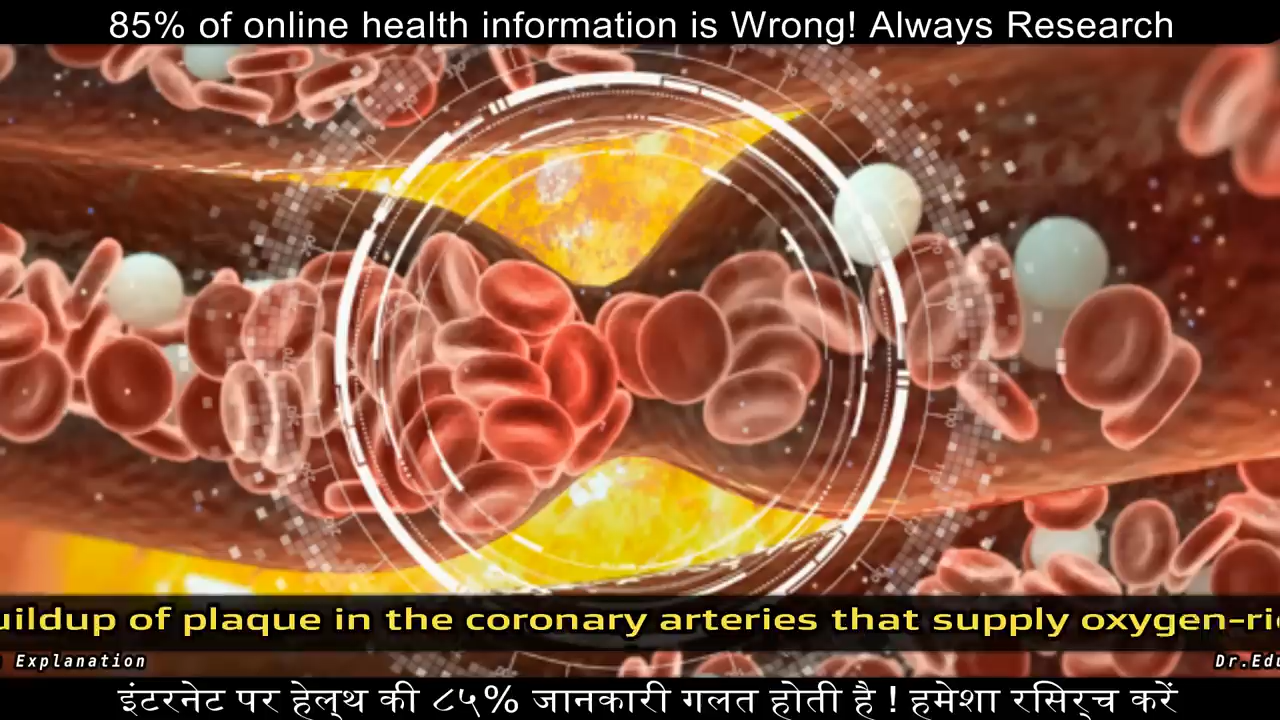 85% of online health information is Wrong! Always Research
uildup of plaque in the coronary arteries that supply oxygen-ri
Explanation
Dr.Edu
इंटरनेट पर हेल्थ की ८५% जानकारी गलत होती है ! हमेशा रसिर्च करें